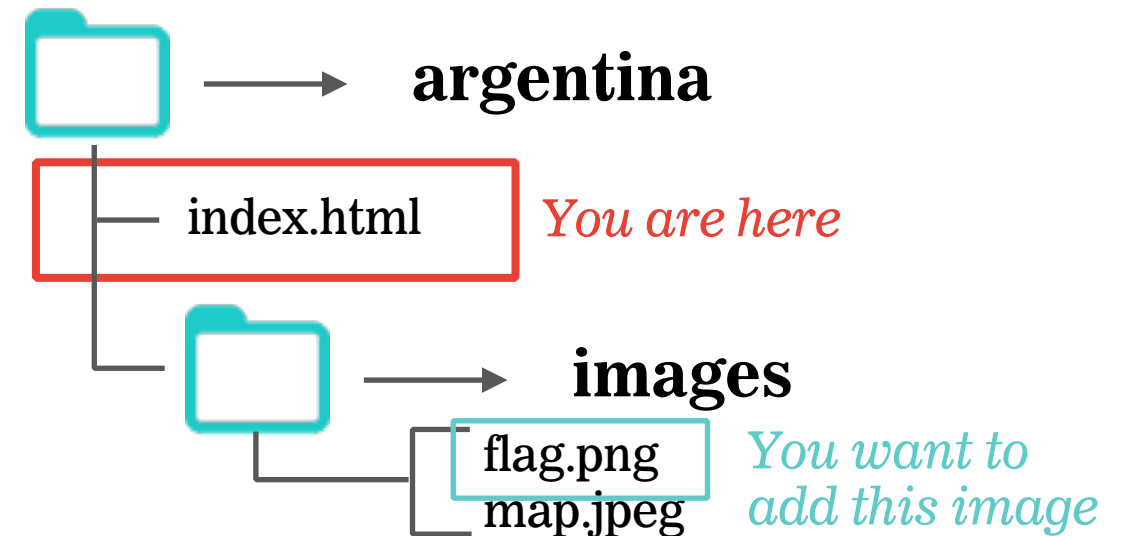 argentina
index.html
You are here
images
flag.png
map.jpeg
You want to
add this image